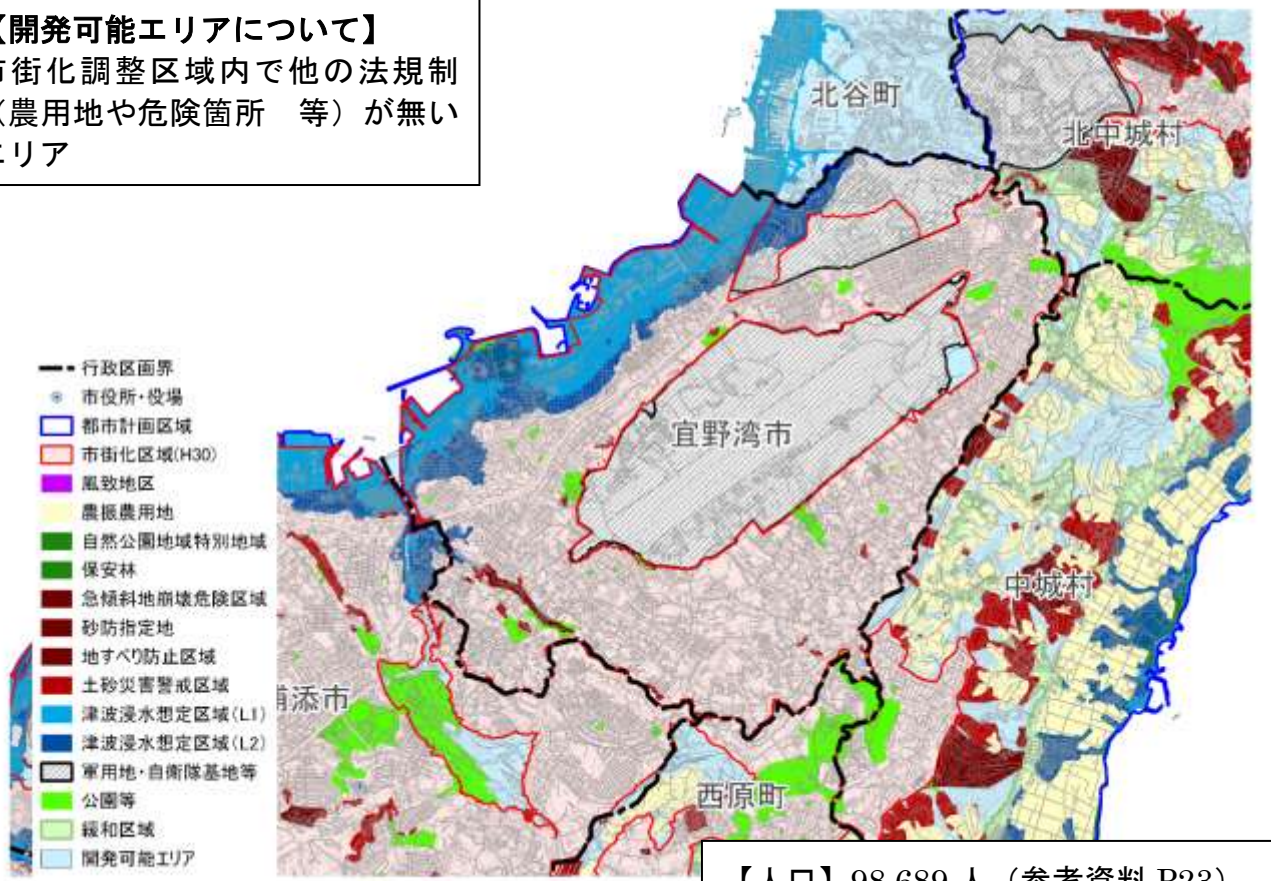 【開発可能エリアについて】
市街化調整区域内で他の法規制
（農用地や危険箇所　等）が無い
エリア
北谷町
北中城村
宜野湾市
中城村
浦添市
西原町
行政区画界
市役所・役場
都市計画区域
市街化区域(H30)
風致地区
農振農用地
自然公園地域特別地域
保安林
急傾斜地崩壊危険区域
砂防指定地
地すべり防止区域
土砂災害警戒区域
津波浸水想定区域(L1)
津波浸水想定区域(L2)
軍用地・自衛隊基地等
公園等
緩和区域
開発可能エリア
【人口】98,689 人（参考資料 P23）